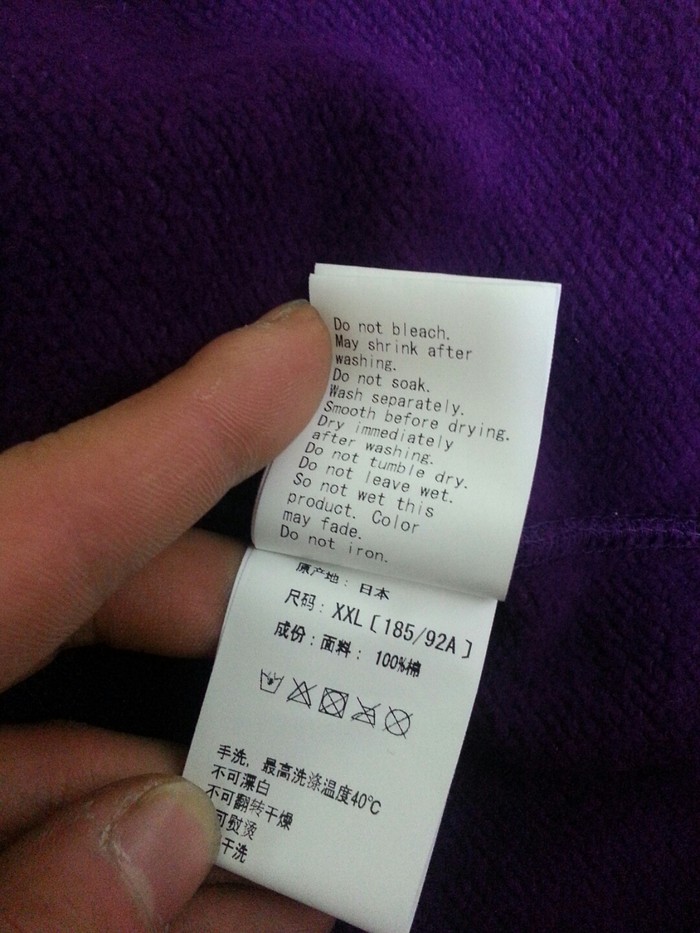 Do not bleach.
May shrink after
washing.
Do not soak.
Wash separately.
Smooth before drying.
Dry immediately
after washing.
Do not tumble dry.
Do not leave wet.
So not wet this
product. Color
may fade.
Do not iron.
原产地：日本
尺码：XXL〔185/92A〕
成份：面料：100%棉
手洗，最高洗涤温度40℃
不可漂白
不可翻转干燥
可熨烫
干洗